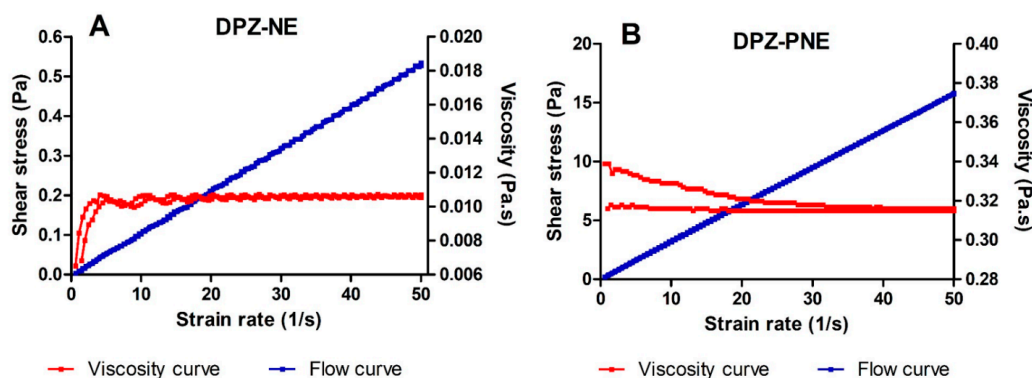 A
DPZ-NE
Shear stress (Pa)
0.6
0.5
0.4
0.3
0.2
0.1
0.0
0 10 20 30 40 50
Strain rate (1/s)
0.020
0.018
0.016
0.014
0.012
0.010
0.008
0.006
Viscosity (Pa.s)
Viscosity curve Flow curve
B
DPZ-PNE
Shear stress (Pa)
20
15
10
5
0
0 10 20 30 40 50
Strain rate (1/s)
0.40
0.38
0.36
0.34
0.32
0.30
0.28
Viscosity (Pa.s)
Viscosity curve Flow curve